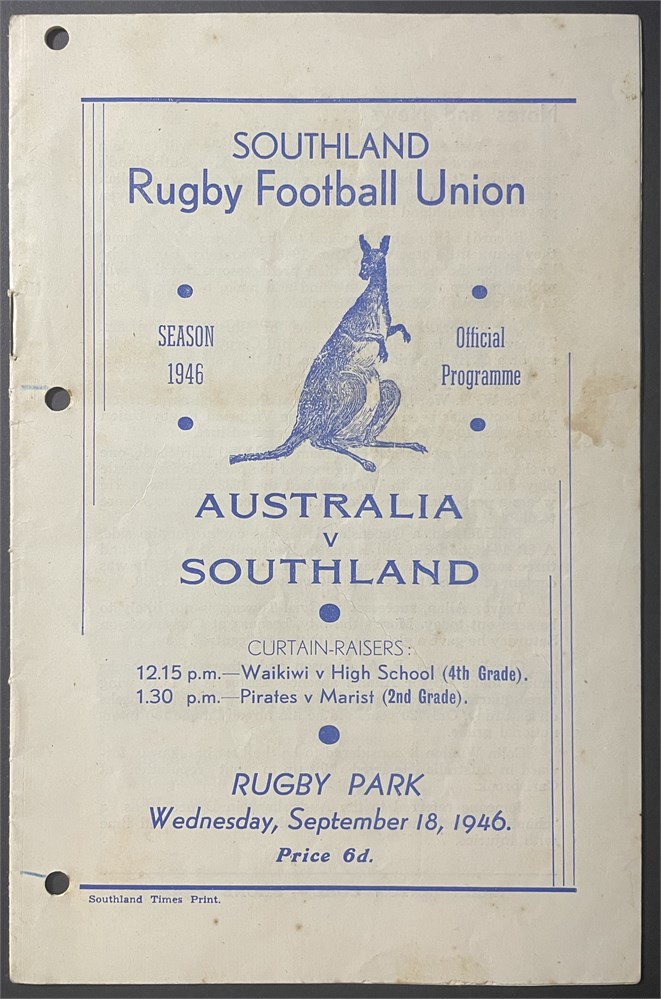 SOUTHLAND
Rugby Football Union
SEASON
1946
Official
Programme
AUSTRALIA
v
SOUTHLAND
CURTAIN-RAISERS:
12.15 p.m.—Waikiwi v High School (4th Grade).
1.30 p.m.—Pirates v Marist (2nd Grade).
RUGBY PARK
Wednesday, September 18, 1946.
Price 6d.
Southland Times Print.